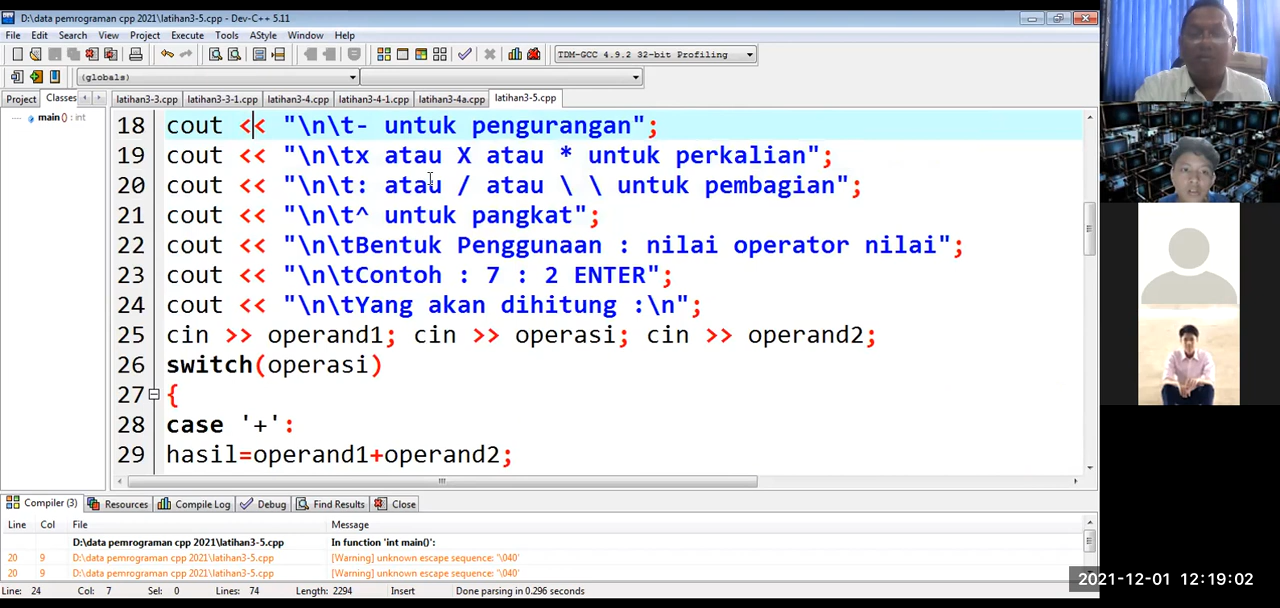 D:\data pemrograman cpp 2021\latihan3-5.cpp - Dev-C++ 5.11
File Edit Search View Project Execute Tools AStyle Window Help
TDM-GCC 4.9.2 32-bit Profiling
(globals)
Project Classes latihan3-3.cpp latihan3-3-1.cpp latihan3-4.cpp latihan3-4-1.cpp latihan3-4a.cpp latihan3-5.cpp
main() : int
18 cout << "\n\t- untuk pengurangan";
19 cout << "\n\tx atau X atau * untuk perkalian";
20 cout << "\n\t: atau / atau \ \ untuk pembagian";
21 cout << "\n\t^ untuk pangkat";
22 cout << "\n\tBentuk Penggunaan : nilai operator nilai";
23 cout << "\n\tContoh : 7 : 2 ENTER";
24 cout << "\n\tYang akan dihitung :\n";
25 cin >> operand1; cin >> operasi; cin >> operand2;
26 switch(operasi)
27 {
28 case '+':
29 hasil=operand1+operand2;
Compiler (3) Resources Compile Log Debug Find Results Close
Line Col File Message
D:\data pemrograman cpp 2021\latihan3-5.cpp In function 'int main()':
20 9 D:\data pemrograman cpp 2021\latihan3-5.cpp [Warning] unknown escape sequence: '\040'
20 9 D:\data pemrograman cpp 2021\latihan3-5.cpp [Warning] unknown escape sequence: '\040'
Line: 24 Col: 7 Sel: 0 Lines: 74 Length: 2294 Insert Done parsing in 0.296 seconds
2021-12-01 12:19:02